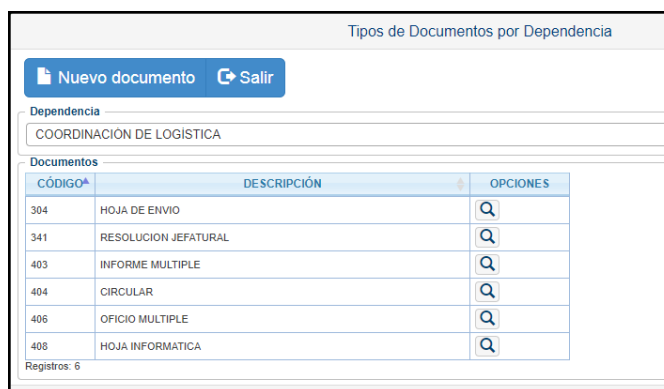 Tipos de Documentos por Dependencia
Nuevo documento Salir
Dependencia
COORDINACIÓN DE LOGÍSTICA
Documentos
CÓDIGO DESCRIPCIÓN OPCIONES
304 HOJA DE ENVIO
341 RESOLUCION JEFATURAL
403 INFORME MULTIPLE
404 CIRCULAR
406 OFICIO MULTIPLE
408 HOJA INFORMATICA
Registros: 6